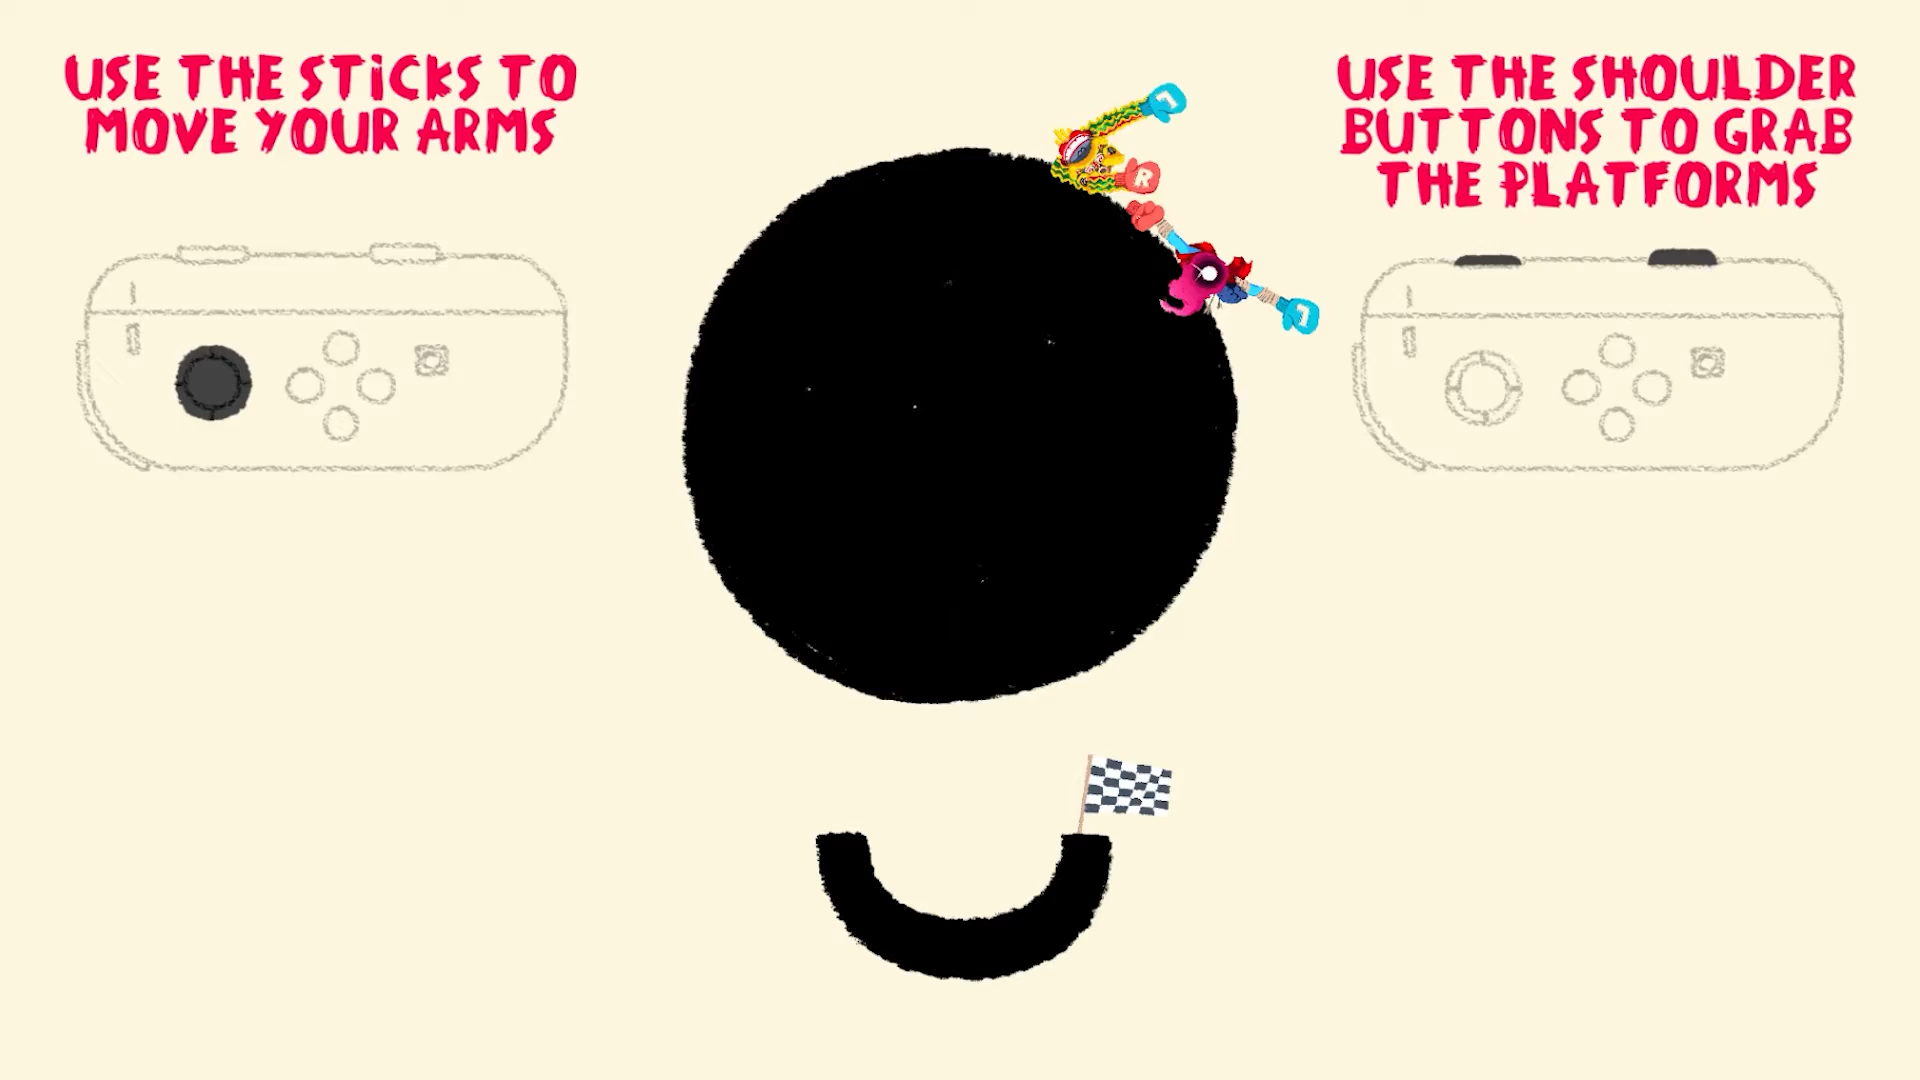 USE THE STiCKS TO
MOVE YOUR ARMS
USE THE SHOULDER
BUTTONS TO GRAB
THE PLATFORMS
R